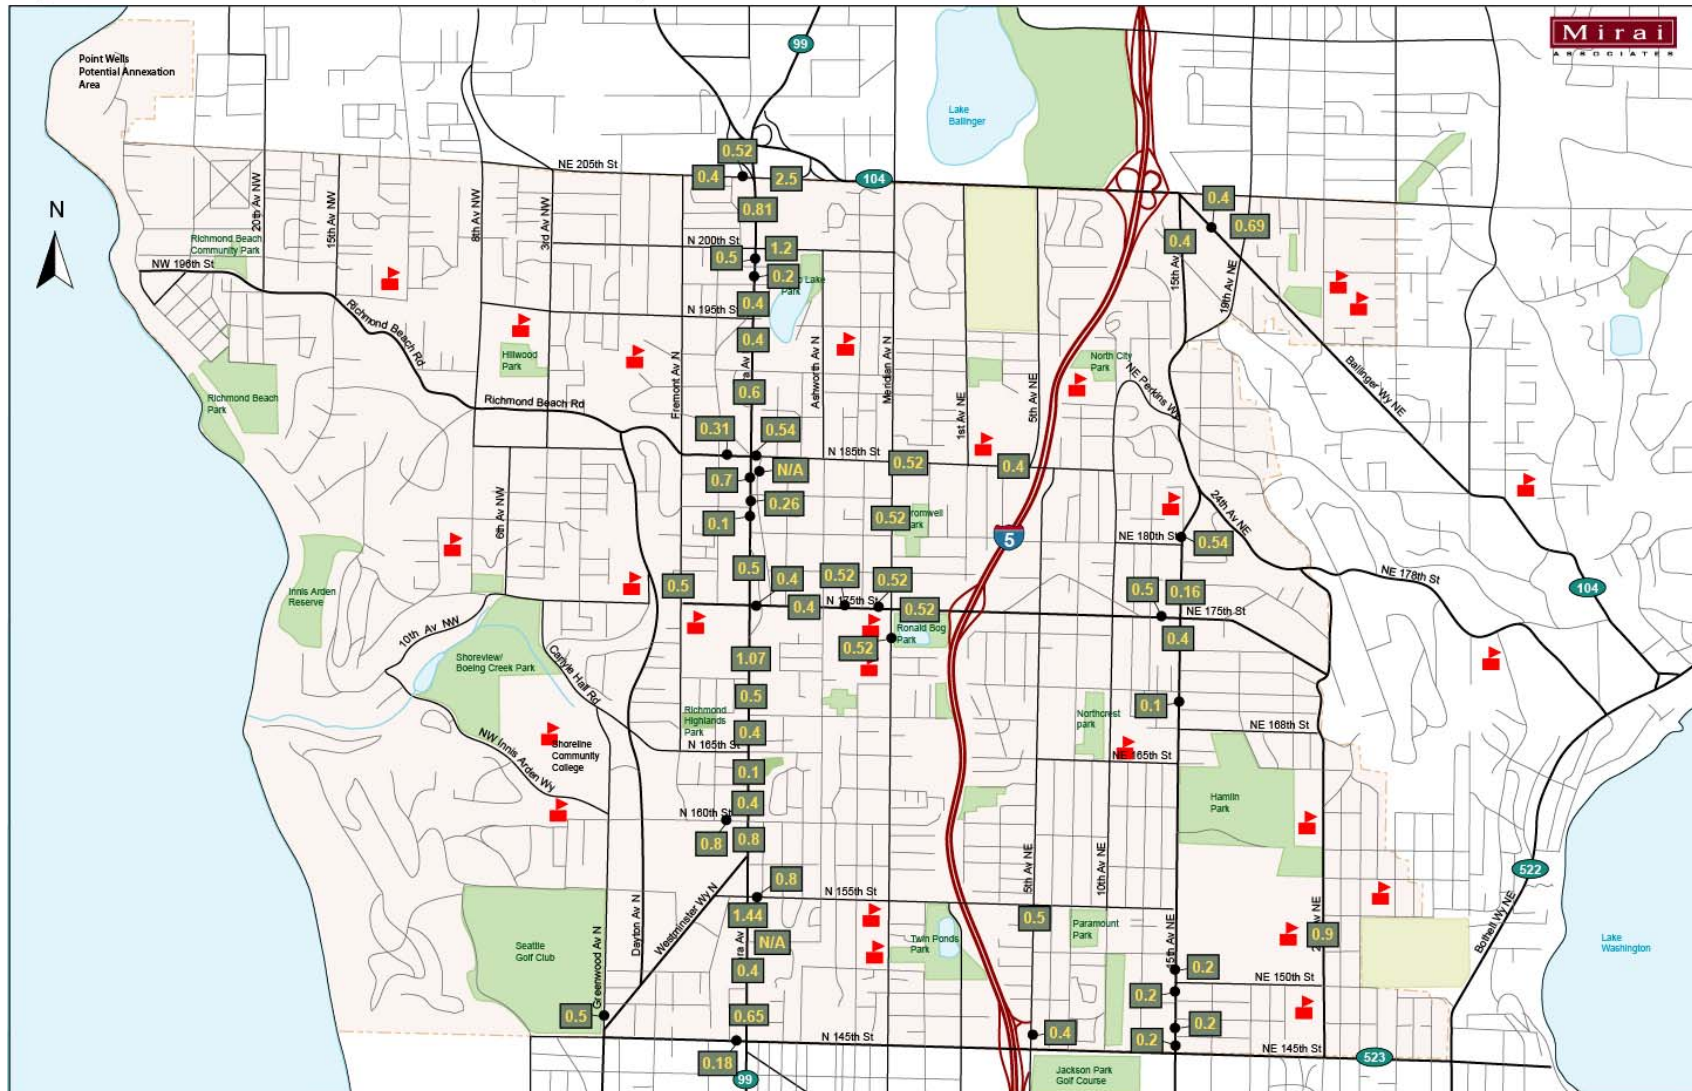 Mirai
ASSOCIATES
Point Wells
Potential Annexation
Area
99
Lake
Ballinger
N
0.52
NE 205th St
0.4
2.5
104
0.4
20th Av NW
15th Av NW
8th Av NW
3rd Av NW
0.81
0.69
Richmond Beach
Community Park
N 200th St
1.2
0.4
15th Av
19th Av NE
0.5
NW 196th St
0.2
Lake
Park
N 195th St
0.4
Richmond Beach Rd
0.4
Hillwood
Park
Fremont Av N
Ashworth Av N
Meridian Av N
1st Av NE
5th Av NE
North City
Park
NE Perkins Wy
Ballinger Wy NE
Richmond Beach
Park
Richmond Beach Rd
0.6
0.31
0.54
N 185th St
0.52
0.4
0.7
N/A
0.26
0.1
6th Av NW
0.52
Park
5
24th Av NE
NE 180th St
0.54
0.5
0.5
0.4
0.52
0.52
NE 178th St
104
Innis Arden
Reserve
0.4
N 175th St
0.52
0.5
0.16
NE 175th St
10th Av NW
Ronald Bog
Park
0.52
0.4
Shoreview/
Boeing Creek Park
Carlyle Hall Rd
1.07
0.5
0.1
Richmond
Highlands
Park
Northcrest
park
NE 168th St
0.4
N 165th St
NE 165th St
NW Innis Arden Wy
Shoreline
Community
College
0.1
0.4
Hamlin
Park
N 160th St
0.8
0.8
5th Av NE
10th Av NE
522
0.8
N 155th St
Dayton Av N
Westminster Wy N
1.44
0.5
Paramount
Park
15th Av NE
0.9
Bothell Wy NE
Seattle
Golf Club
Greenwood Av N
N/A
Twin Ponds
Park
Lake
Washington
0.4
0.2
NE 150th St
0.2
0.5
0.65
0.2
N 145th St
0.4
0.2
NE 145th St
523
0.18
99
Jackson Park
Golf Course